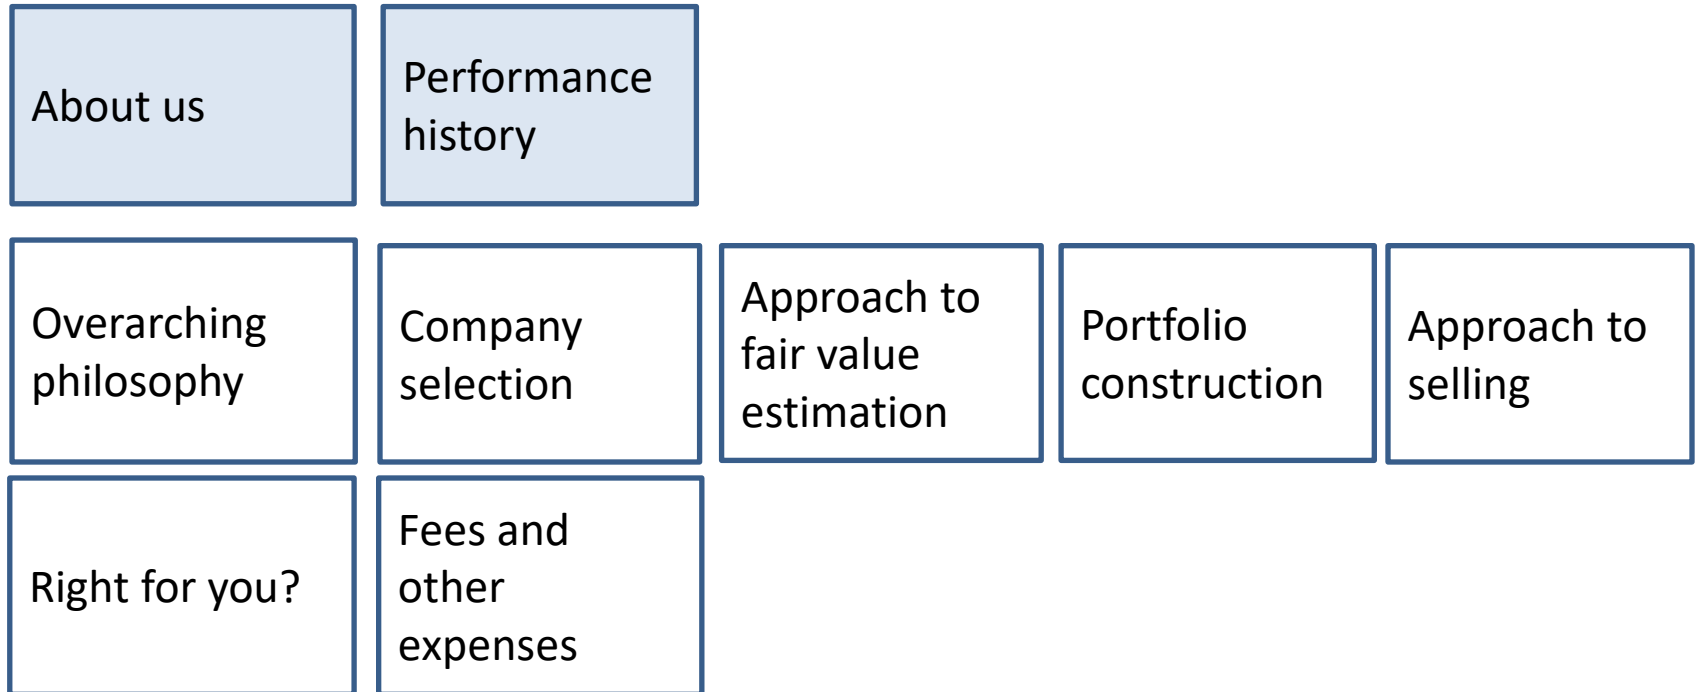 About us
Performance
history
Overarching
philosophy
Company
selection
Approach to
fair value
estimation
Portfolio
construction
Approach to
selling
Right for you?
Fees and
other
expenses